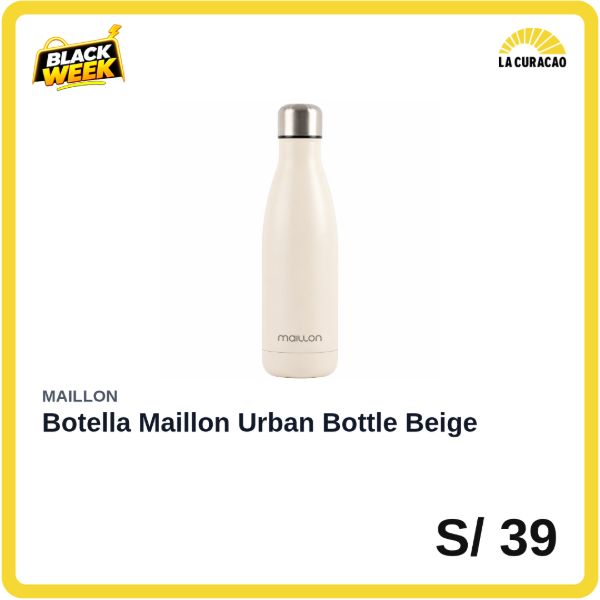 BLACK
WEEK
LA CURACAO
maillon
MAILLON
Botella Maillon Urban Bottle Beige
S/ 39